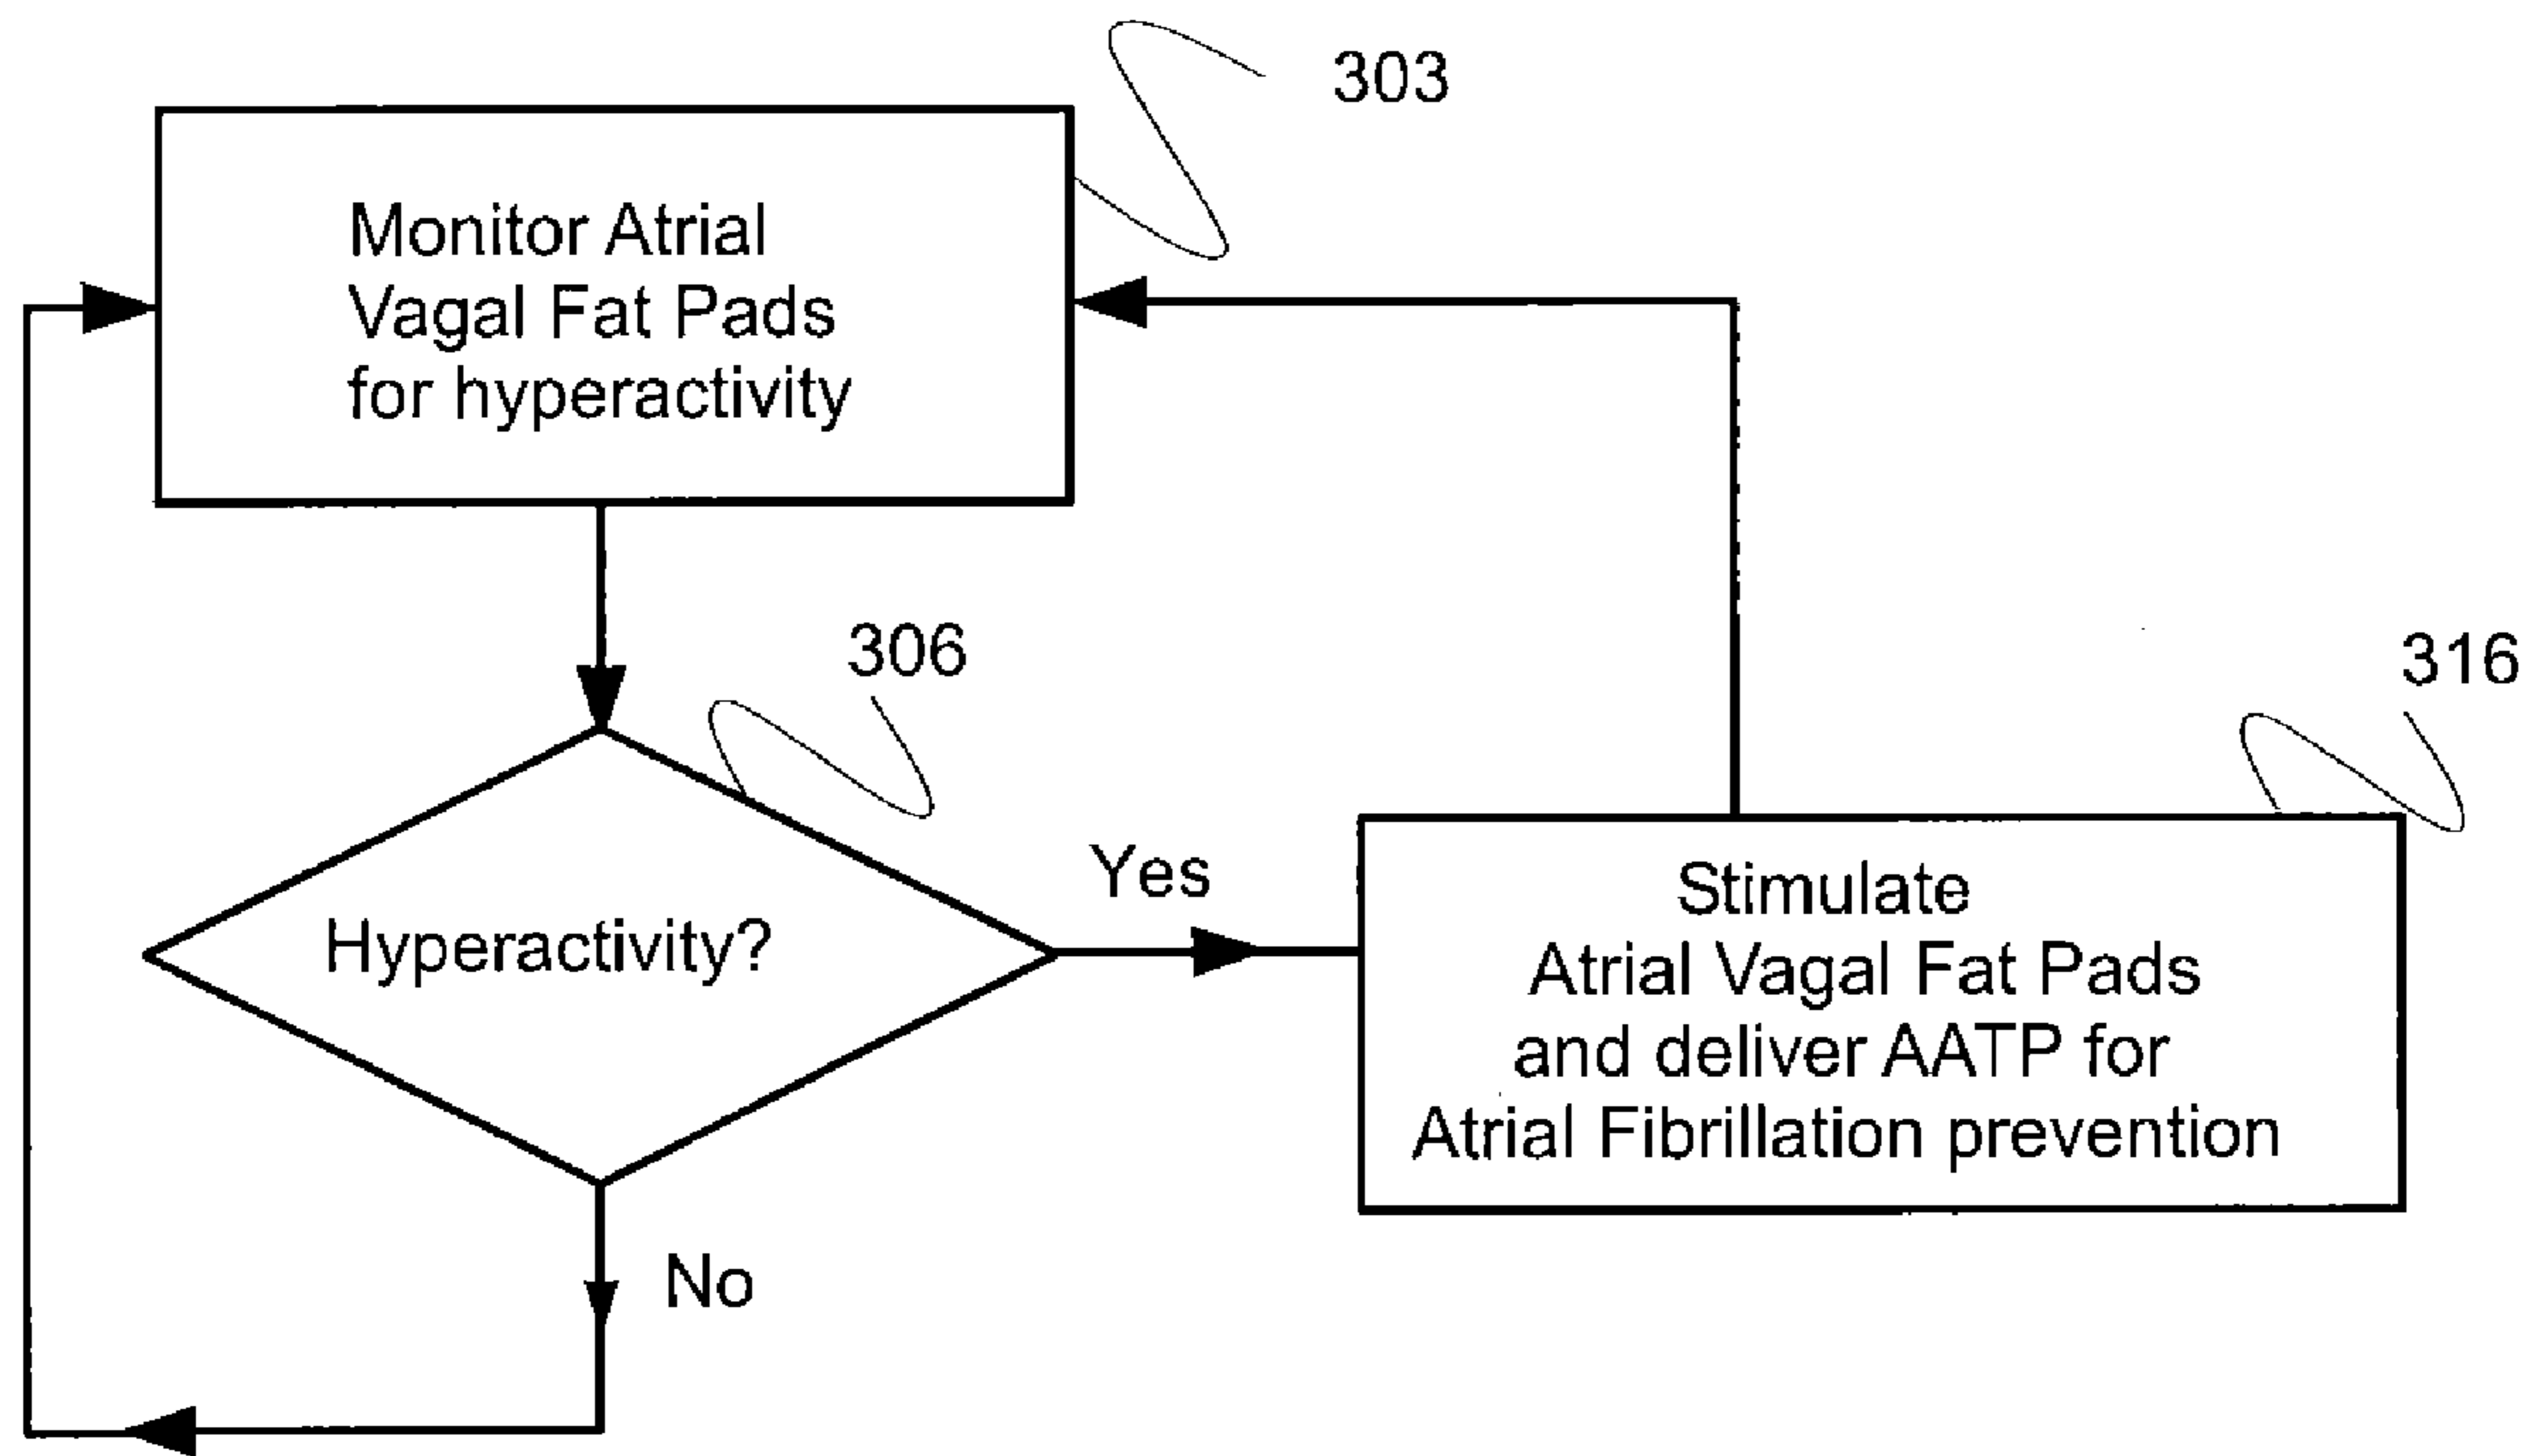 303
Monitor Atrial
Vagal Fat Pads
for hyperactivity
306
316
Hyperactivity?
Yes
Stimulate
Atrial Vagal Fat Pads
and deliver AATP for
Atrial Fibrillation prevention
No